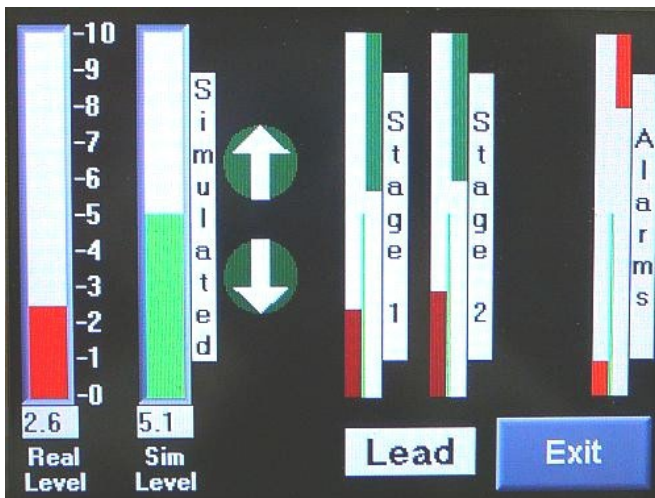 -10
-9
-8
-7
-6
-5
-4
-3
-2
-1
-0
Simulated
Stage 1
Stage 2
Alarms
2.6
5.1
Real
Level
Sim
Level
Lead
Exit